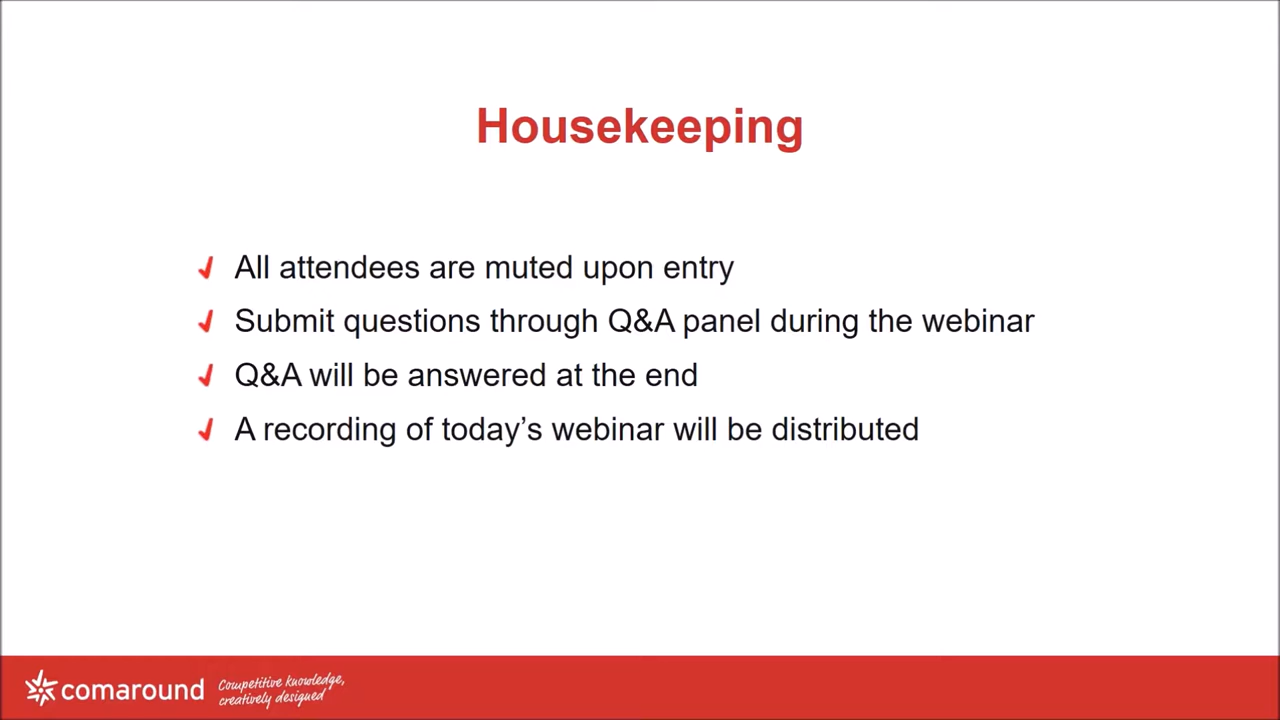 Housekeeping
All attendees are muted upon entry
Submit questions through Q&A panel during the webinar
Q&A will be answered at the end
A recording of today’s webinar will be distributed
comaround
Competitive knowledge,
creatively designed